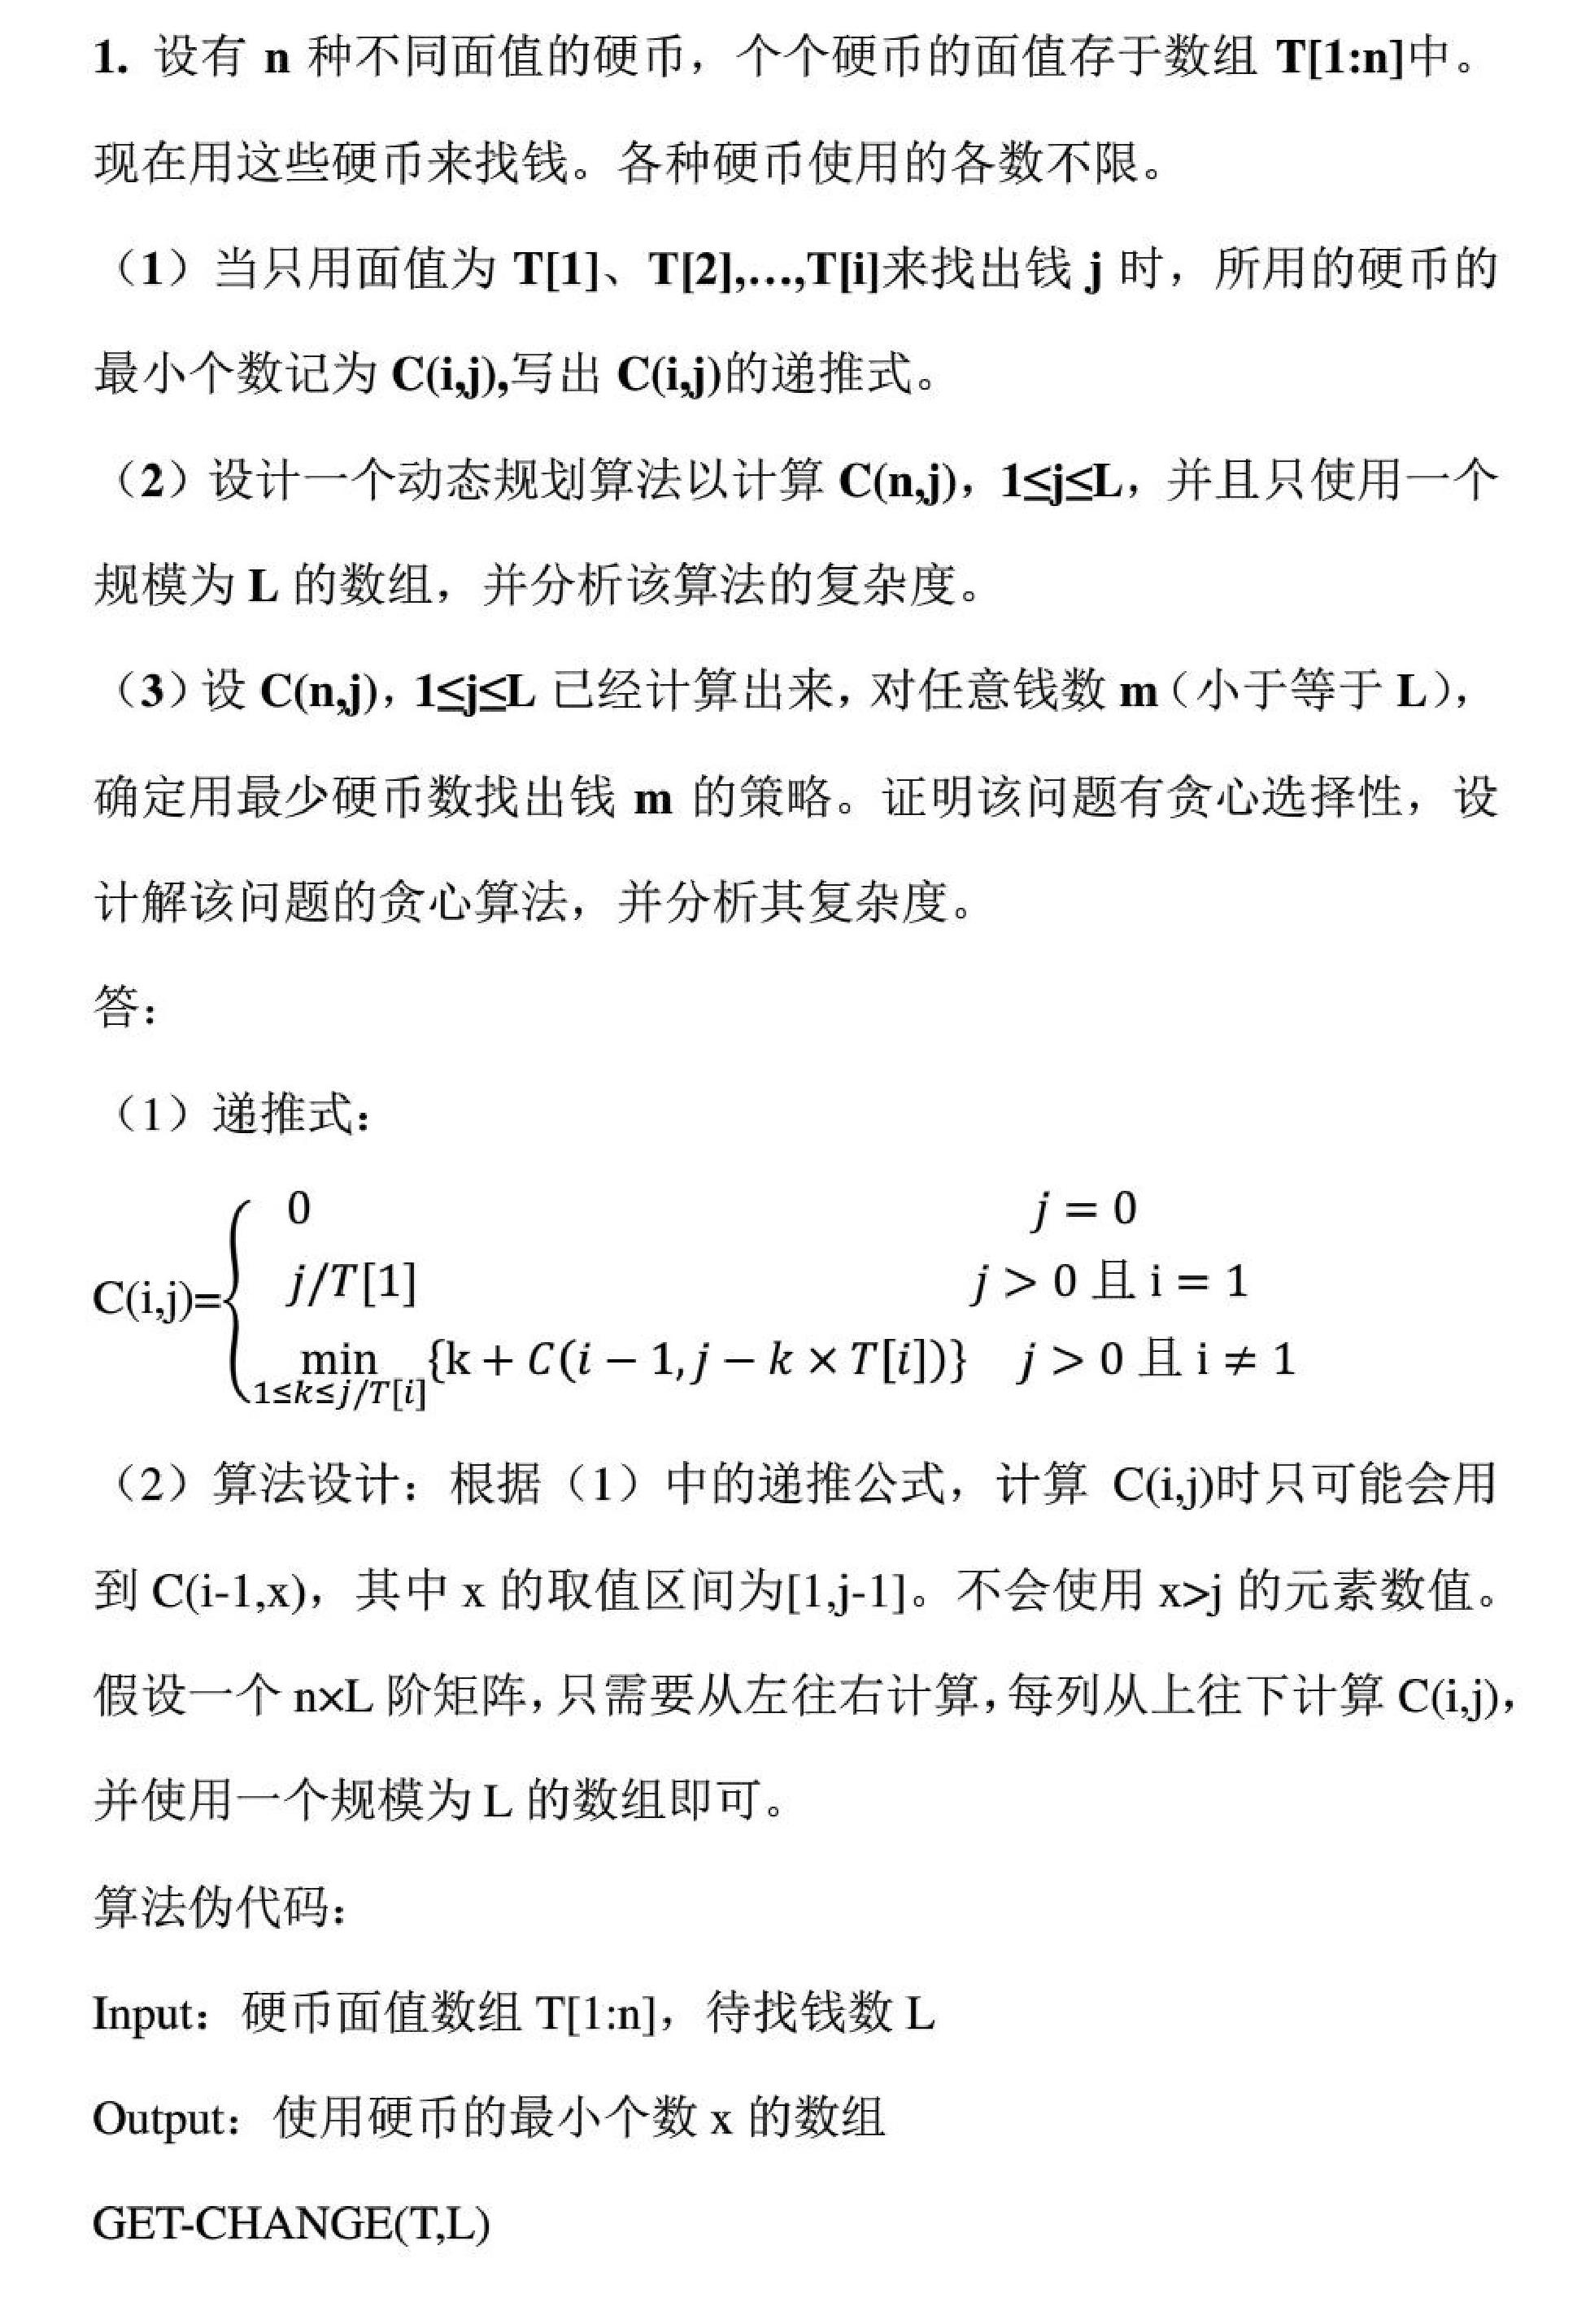 1. 设有 n 种不同面值的硬币，个个硬币的面值存于数组 T[1:n]中。
现在用这些硬币来找钱。各种硬币使用的各数不限。
（1）当只用面值为 T[1]、T[2],…,T[i]来找出钱 j 时，所用的硬币的
最小个数记为 C(i,j),写出 C(i,j)的递推式。
（2）设计一个动态规划算法以计算 C(n,j)，1≤j≤L，并且只使用一个
规模为 L 的数组，并分析该算法的复杂度。
（3）设 C(n,j)，1≤j≤L 已经计算出来，对任意钱数 m（小于等于 L），
确定用最少硬币数找出钱 m 的策略。证明该问题有贪心选择性，设
计解该问题的贪心算法，并分析其复杂度。
答：
（1）递推式：
C(i,j)={
0 j = 0
j/T[1] j > 0 且 i = 1
min 1≤k≤j/T[i] {k + C(i − 1, j − k × T[i])} j > 0 且 i ≠ 1
（2）算法设计：根据（1）中的递推公式，计算 C(i,j)时只可能会用
到 C(i-1,x)，其中 x 的取值区间为[1,j-1]。不会使用 x>j 的元素数值。
假设一个 n×L 阶矩阵，只需要从左往右计算，每列从上往下计算 C(i,j)，
并使用一个规模为 L 的数组即可。
算法伪代码：
Input：硬币面值数组 T[1:n]，待找钱数 L
Output：使用硬币的最小个数 x 的数组
GET-CHANGE(T,L)